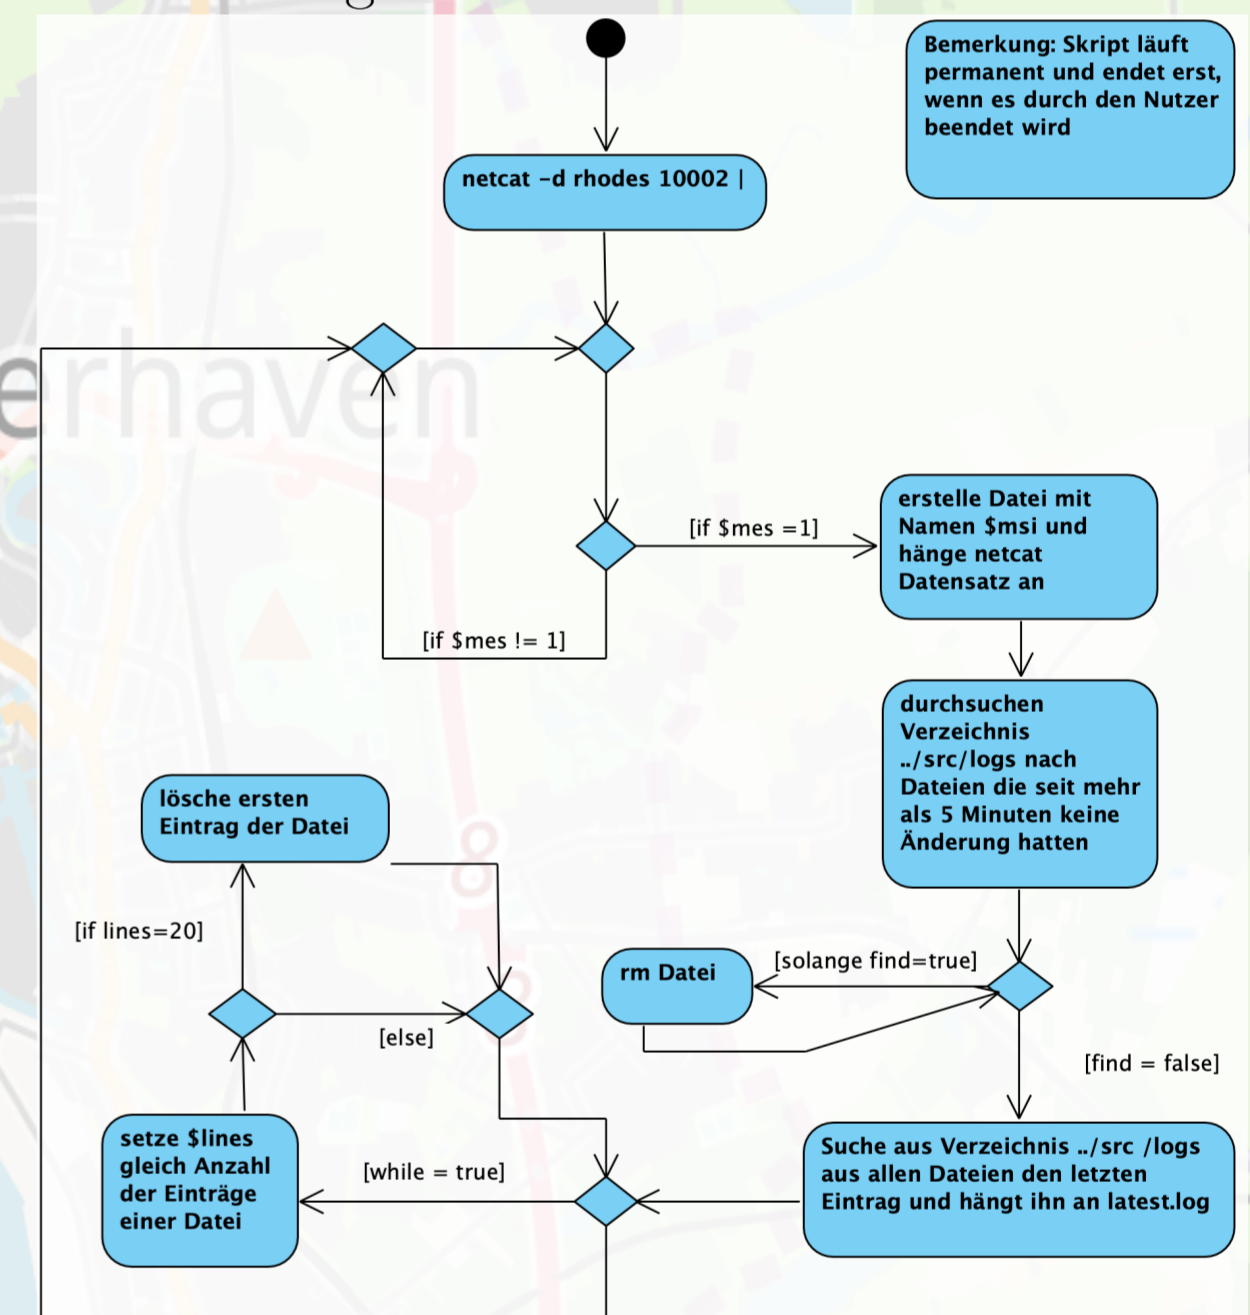 Bemerkung: Skript läuft
permanent und endet erst,
wenn es durch den Nutzer
beendet wird
netcat -d rhodes 10002 |
erhaven
[if $mes =1]
erstelle Datei mit
Namen $msi und
hänge netcat
Datensatz an
[if $mes != 1]
durchsuchen
Verzeichnis
../src/logs nach
Dateien die seit mehr
als 5 Minuten keine
Änderung hatten
lösche ersten
Eintrag der Datei
8
[if lines=20]
rm Datei
[solange find=true]
[else]
[find = false]
setze $lines
gleich Anzahl
der Einträge
einer Datei
[while = true]
Suche aus Verzeichnis ../src /logs
aus allen Dateien den letzten
Eintrag und hängt ihn an latest.log